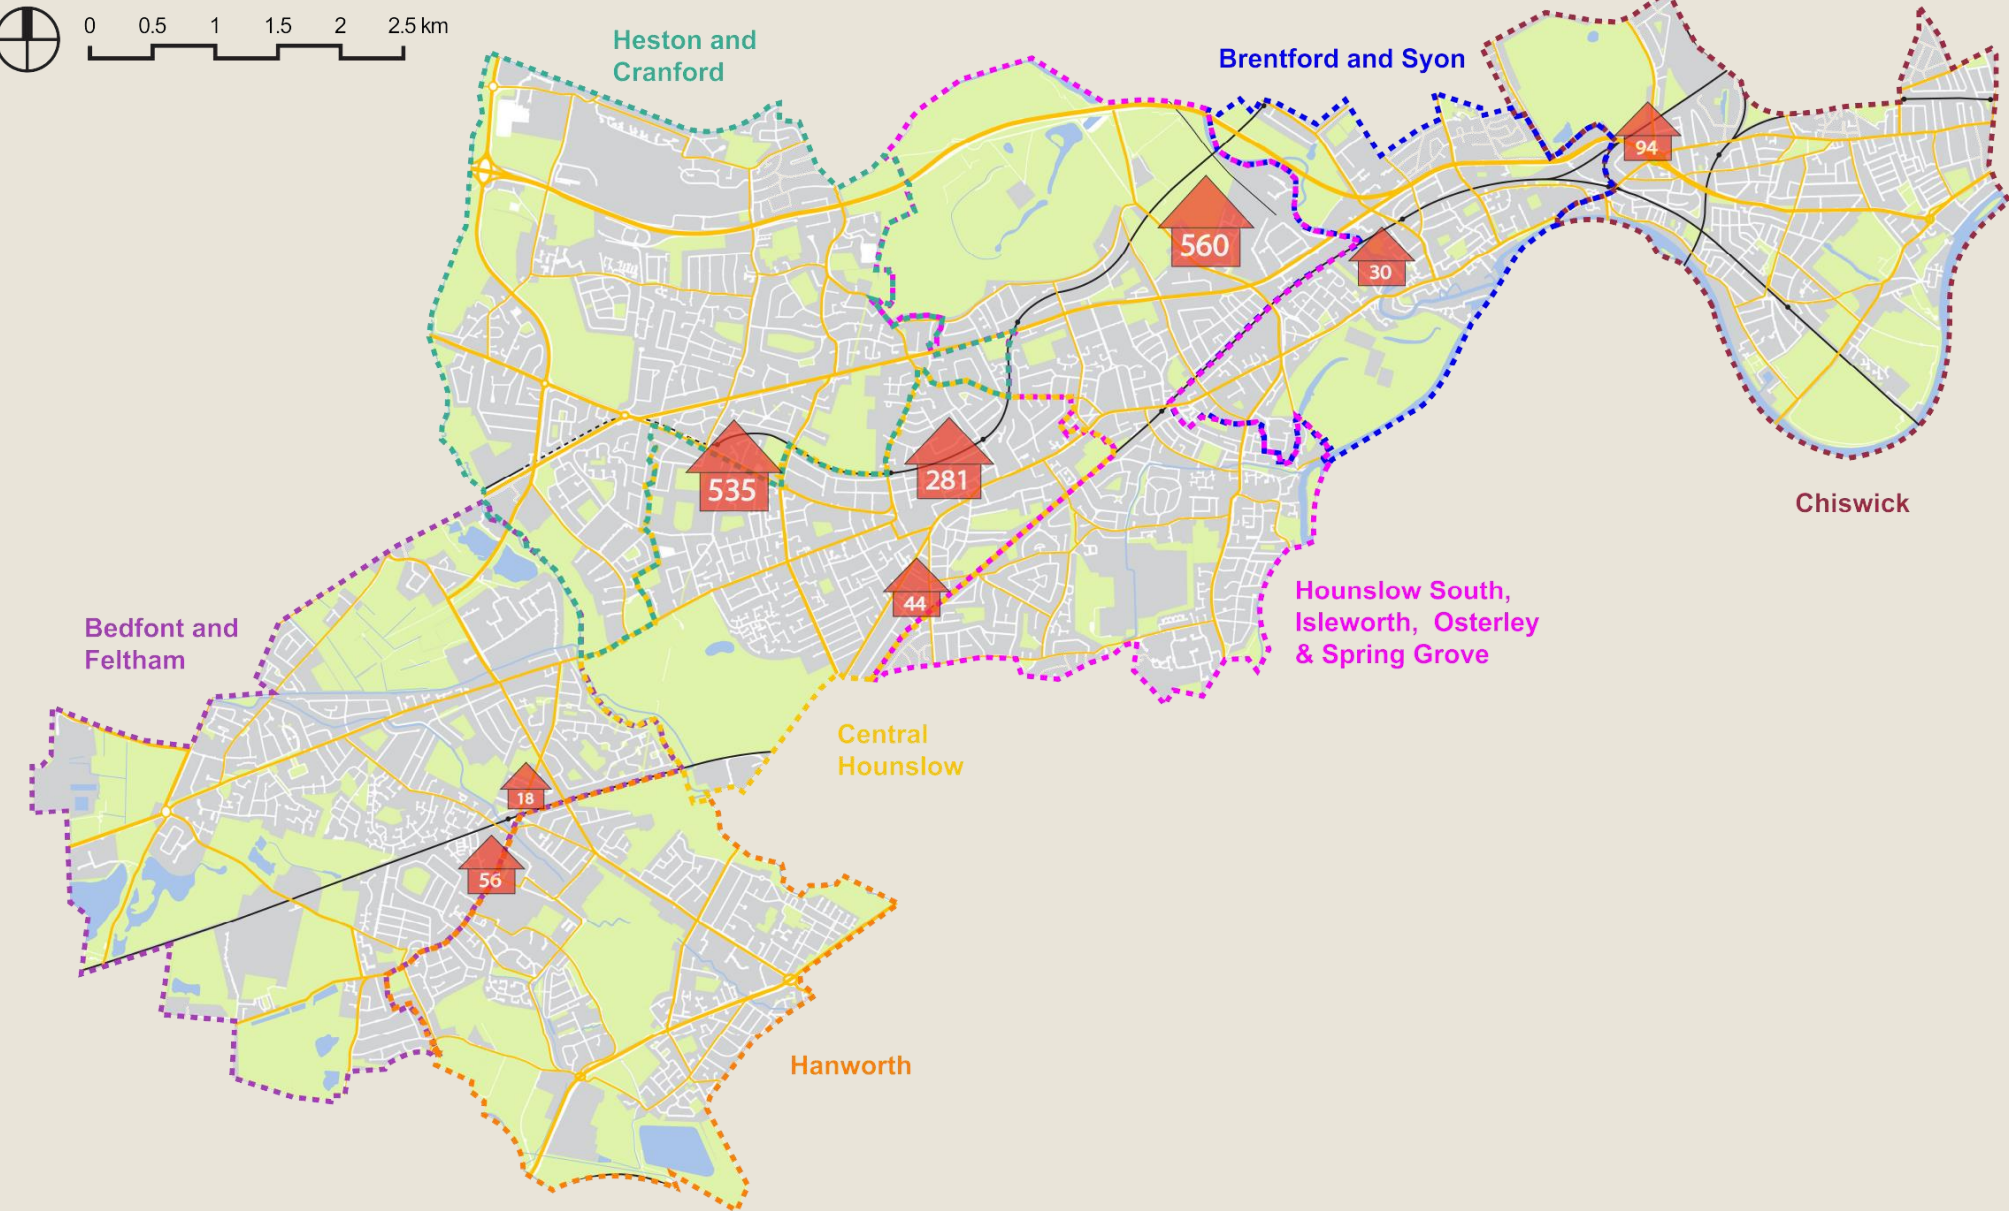 0 0.5 1 1.5 2 2.5 km
Heston and
Cranford
Brentford and Syon
94
560
30
535
281
Chiswick
44
Hounslow South,
Isleworth, Osterley
& Spring Grove
Bedfont and
Feltham
Central
Hounslow
18
56
Hanworth